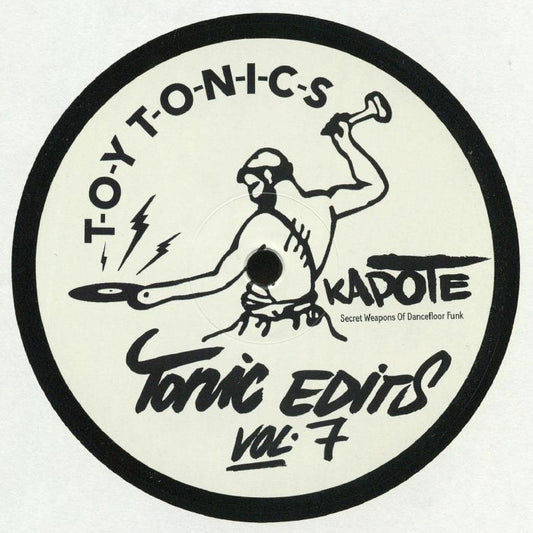 T-O-Y T-O-N-I-C-S
KAPOTE
Secret Weapons Of Dancefloor Funk
Tonic EDiTS
VOL. 7